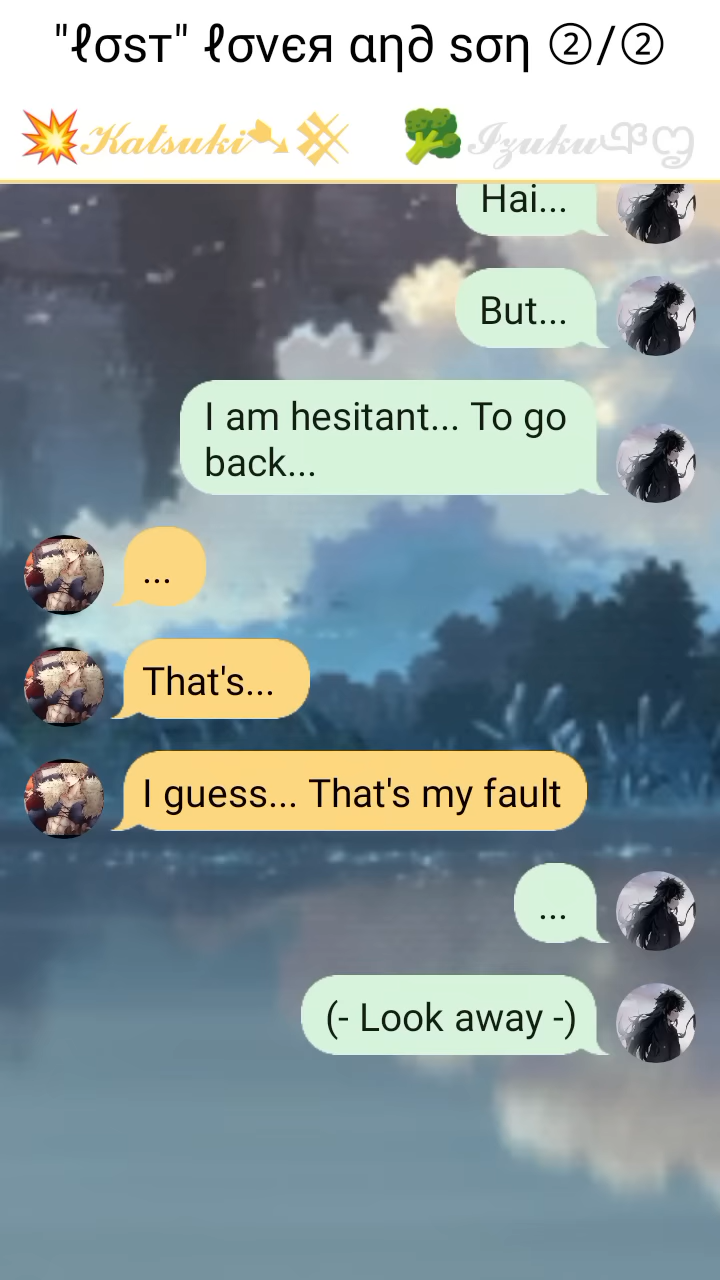 "ℓσsт" ℓσνєя αη∂ sση ②/②
💥𝓚𝓪𝓽𝓼𝓾𝓴𝓲 🥦𝓘𝔃𝓾𝓴𝓾
Hai...
But...
I am hesitant... To go
back...
...
That's...
I guess... That's my fault
...
(- Look away -)